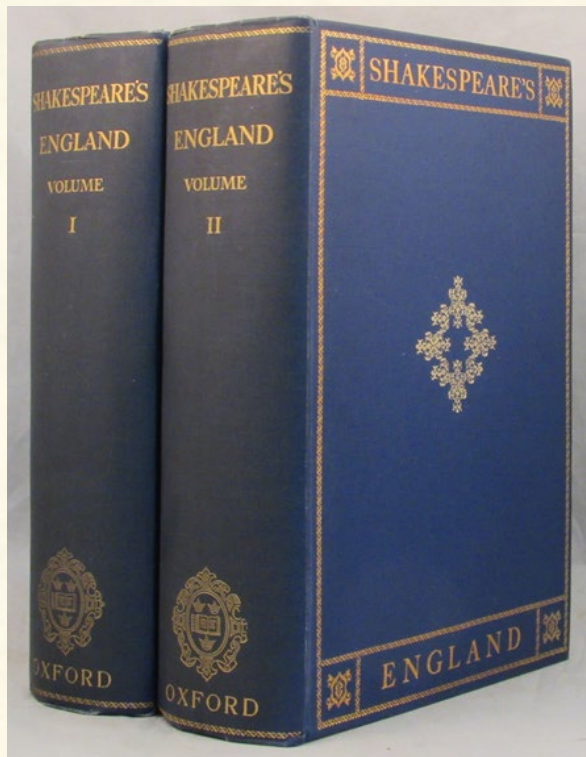 SHAKESPEARE'S
ENGLAND
VOLUME
I
OXFORD
SHAKESPEARE'S
ENGLAND
VOLUME
II
OXFORD
SHAKESPEARE'S
ENGLAND